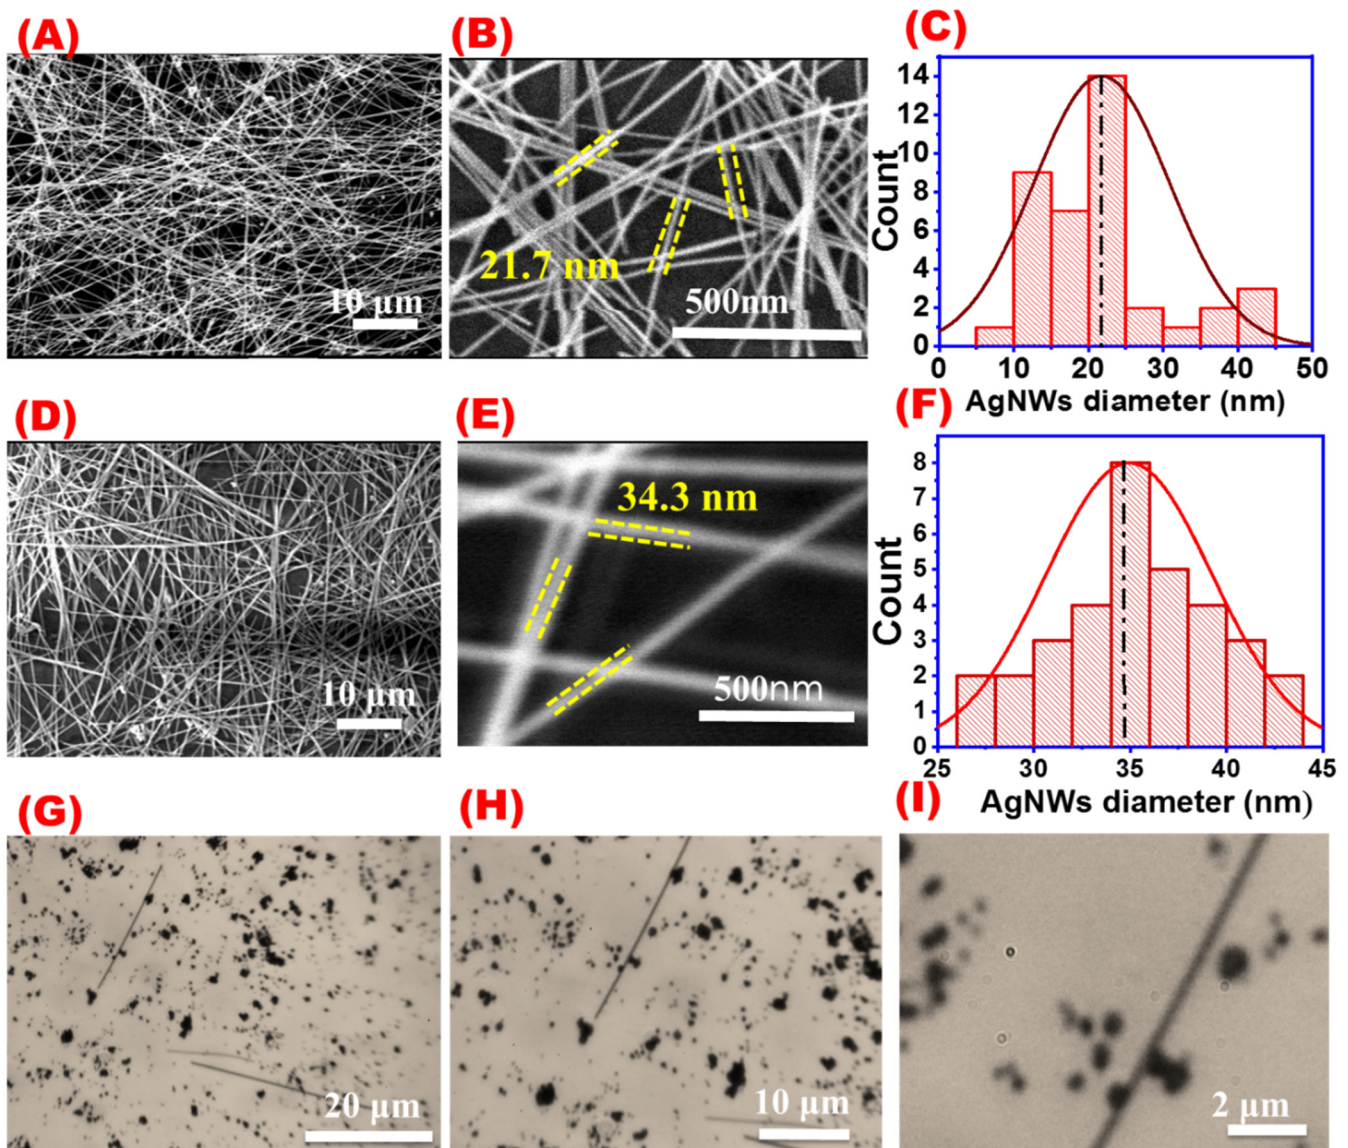 (A)
10 µm
(B)
21.7 nm
500nm
(C)
Count
14
12
10
8
6
4
2
0
0 10 20 30 40 50
AgNWs diameter (nm)
(D)
10 µm
(E)
34.3 nm
500nm
(F)
Count
8
7
6
5
4
3
2
1
0
25 30 35 40 45
AgNWs diameter (nm)
(G)
20 µm
(H)
10 µm
(I)
2 µm